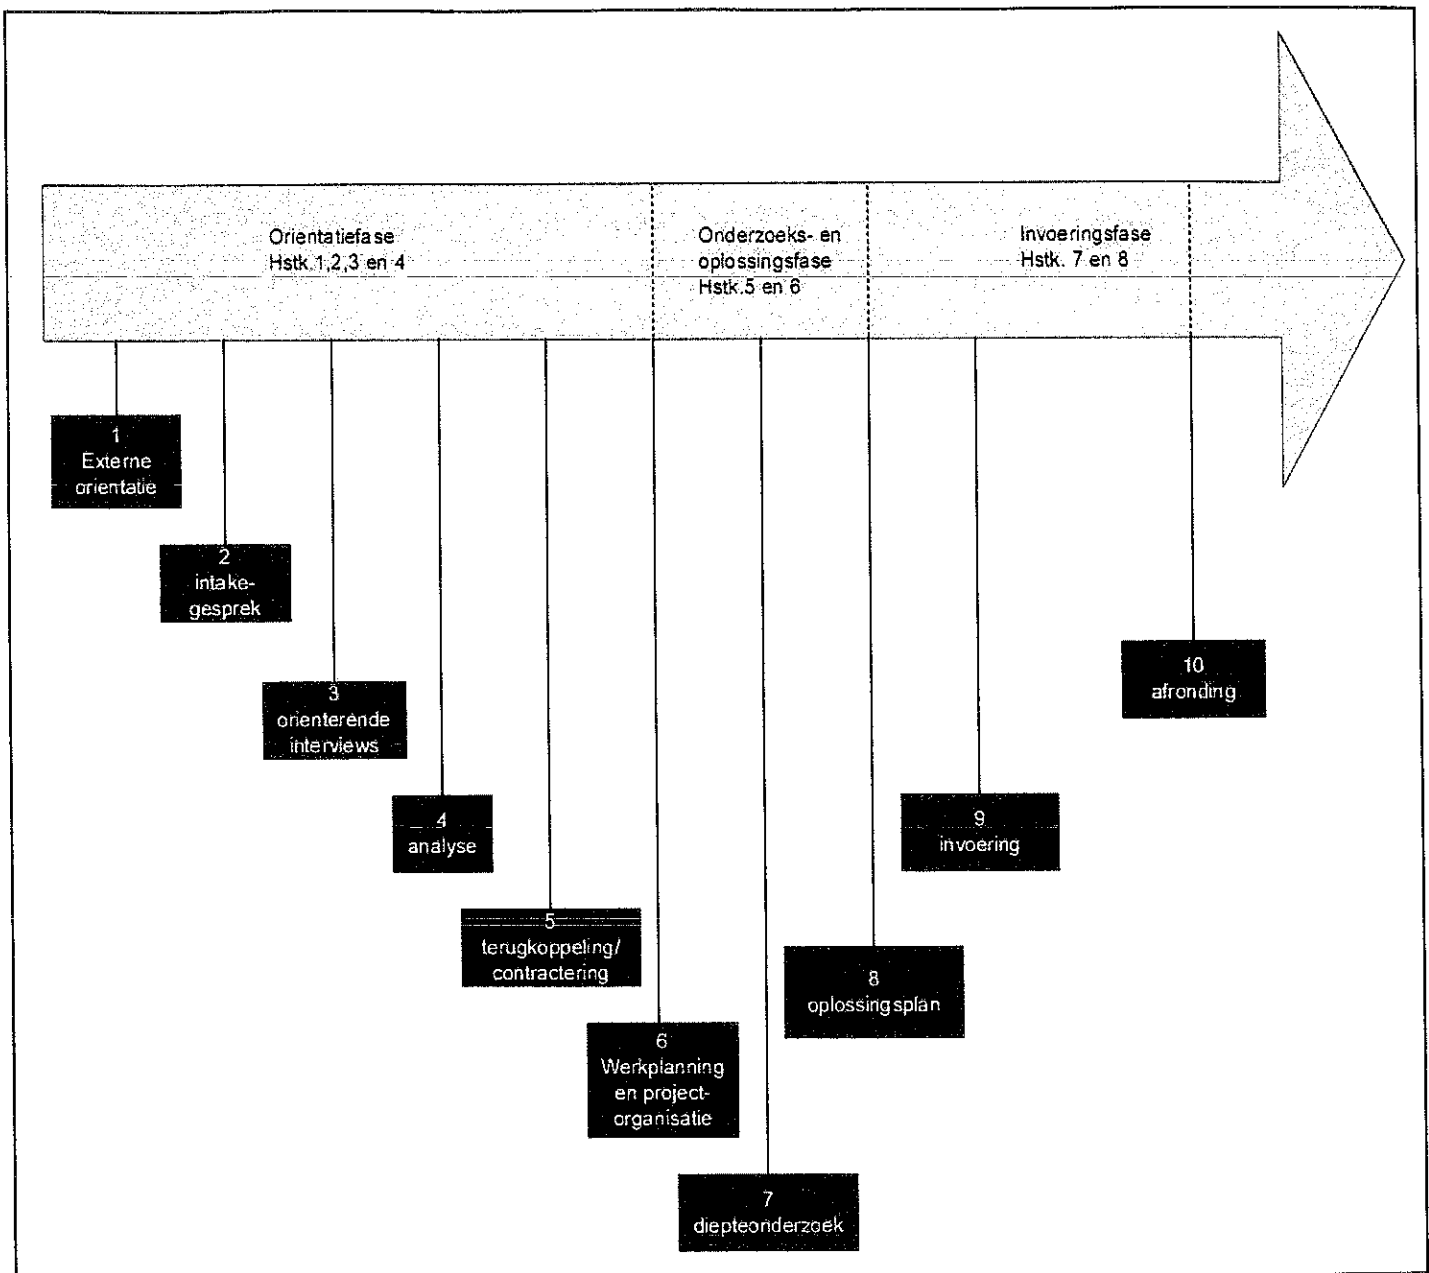 Orientatiefase
Hstk.1,2,3 en 4
Onderzoeks- en
oplossingsfase
Hstk.5 en 6
Invoeringsfase
Hstk. 7 en 8
1
Externe
orientatie
2
intake-
gesprek
3
orienterende
interviews
4
analyse
5
terugkoppeling/
contractering
6
Werkplanning
en project-
organisatie
7
diepteonderzoek
8
oplossingsplan
9
invoering
10
afronding